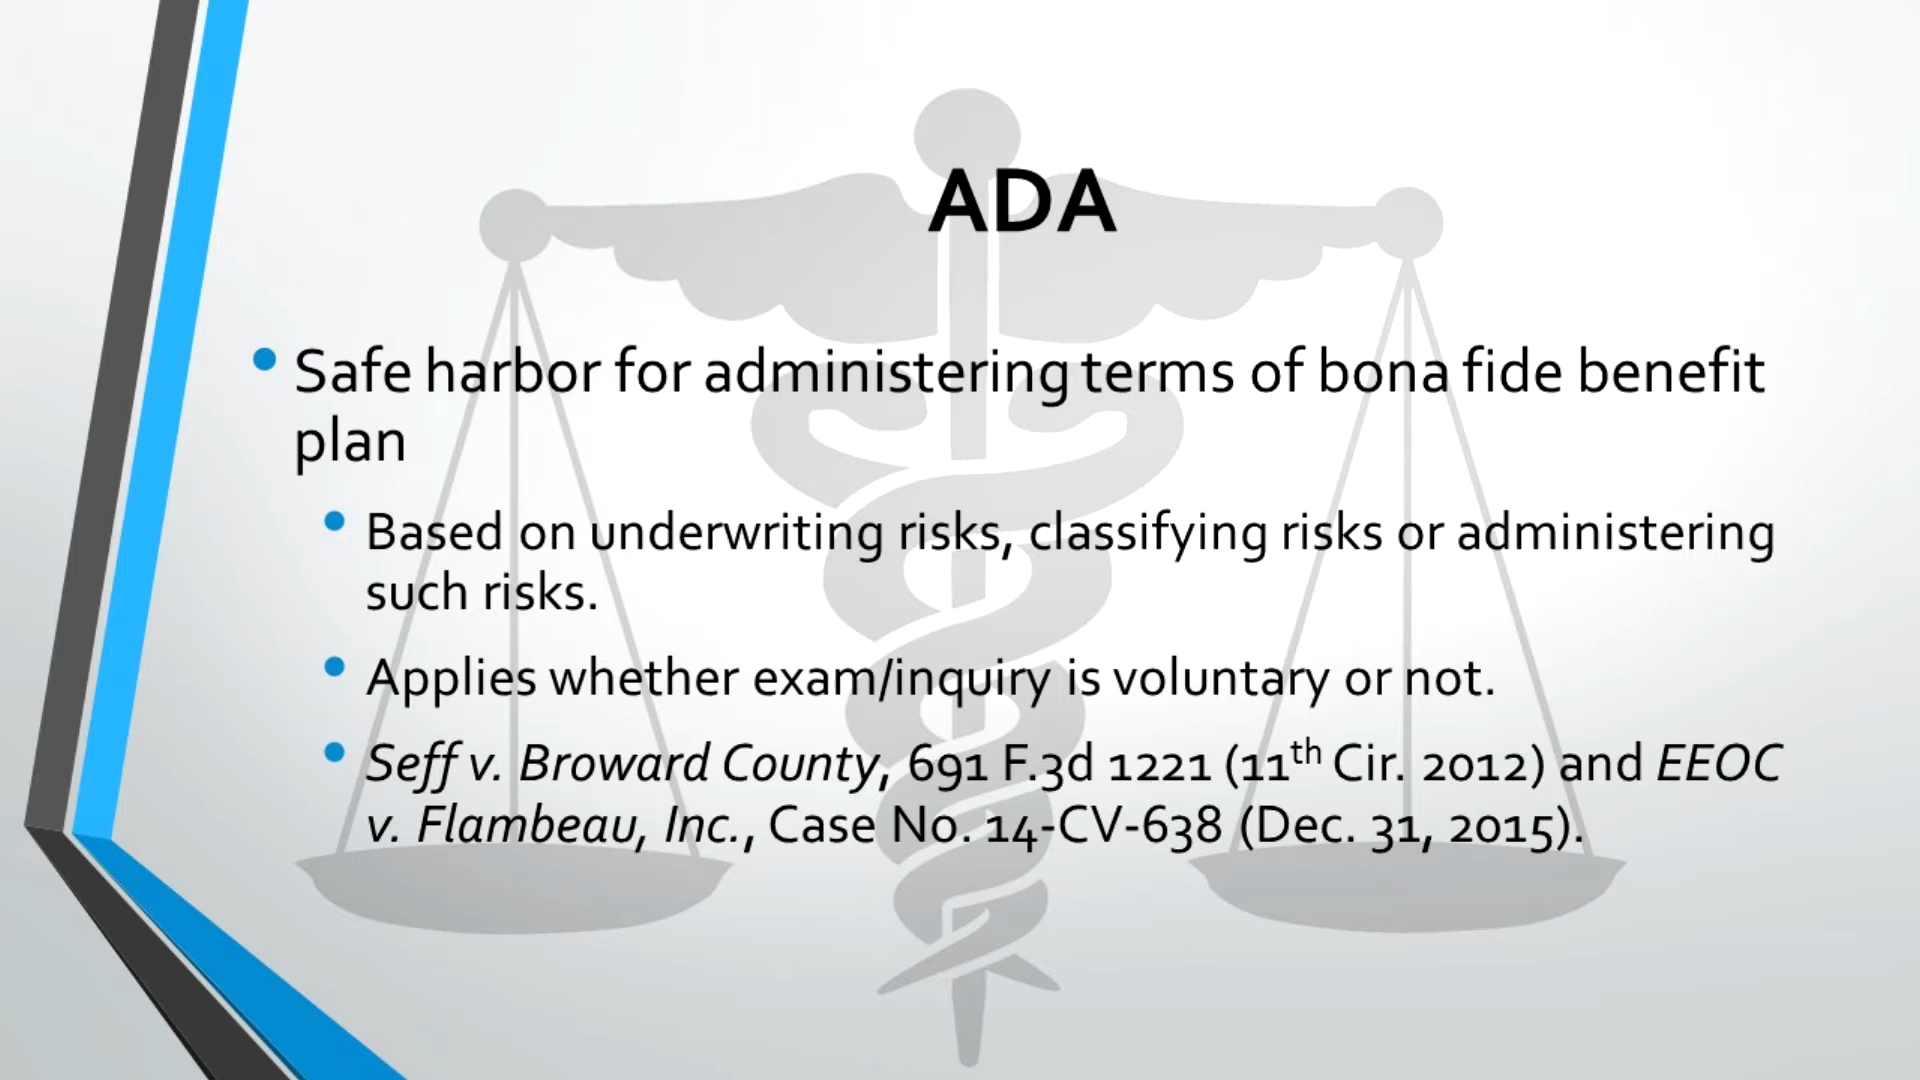 ADA
• Safe harbor for administering terms of bona fide benefit
plan
• Based on underwriting risks, classifying risks or administering
such risks.
• Applies whether exam/inquiry is voluntary or not.
• Seff v. Broward County, 691 F.3d 1221 (11th Cir. 2012) and EEOC
v. Flambeau, Inc., Case No. 14-CV-638 (Dec. 31, 2015).